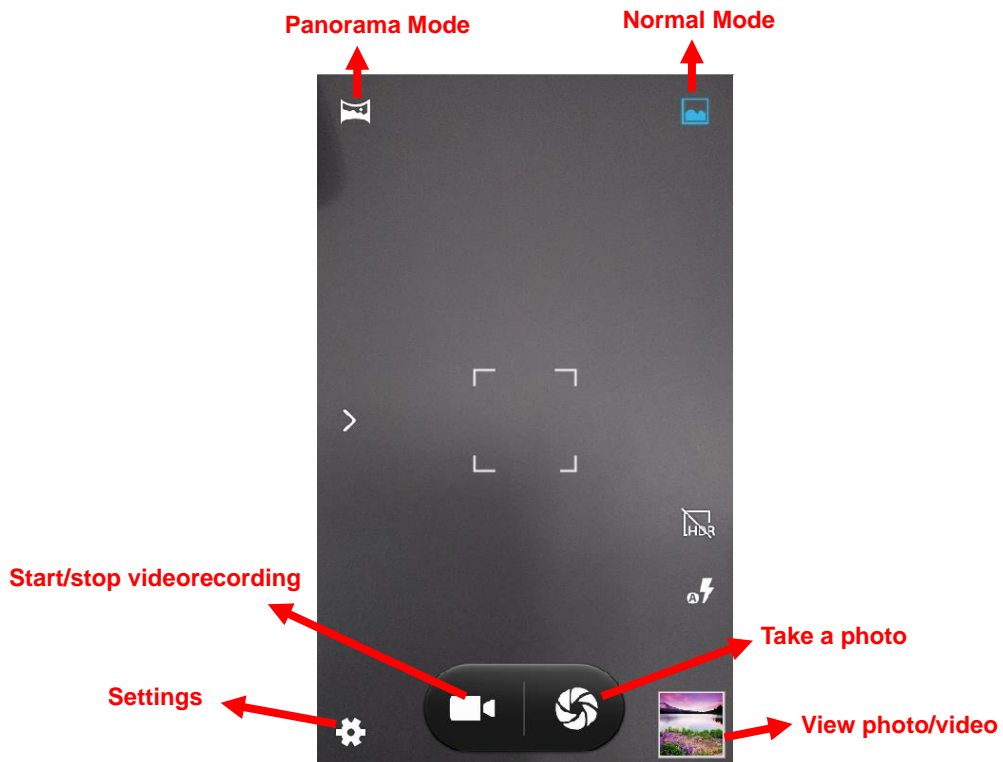 Panorama Mode
Normal Mode
HDR
A
Start/stop videorecording
Take a photo
Settings
View photo/video